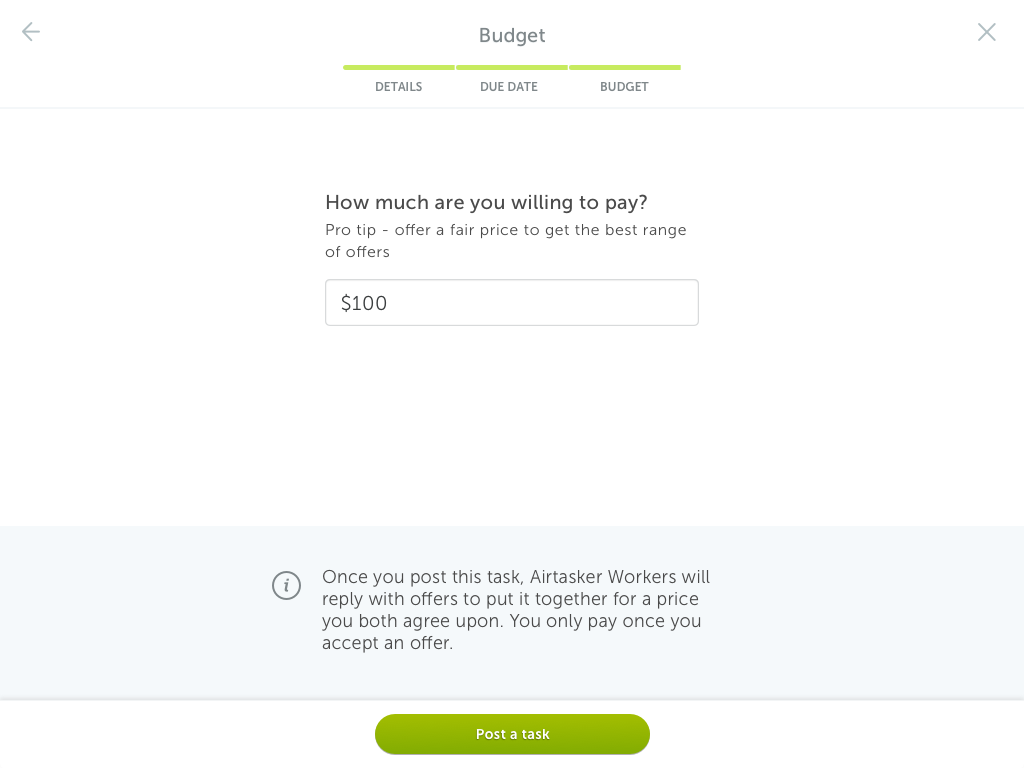 Budget
DETAILS DUE DATE BUDGET
How much are you willing to pay?
Pro tip - offer a fair price to get the best range
of offers
$100
i
Once you post this task, Airtasker Workers will
reply with offers to put it together for a price
you both agree upon. You only pay once you
accept an offer.
Post a task